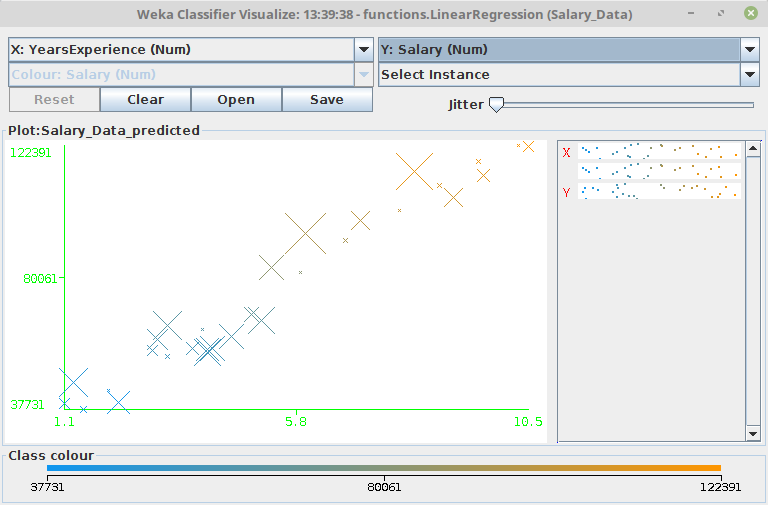 Weka Classifier Visualize: 13:39:38 - functions.LinearRegression (Salary_Data)
X: YearsExperience (Num) Y: Salary (Num)
Colour: Salary (Num) Select Instance
Reset Clear Open Save Jitter
Plot:Salary_Data_predicted
122391
80061
37731
1.1 5.8 10.5
X
Y
Class colour
37731 80061 122391